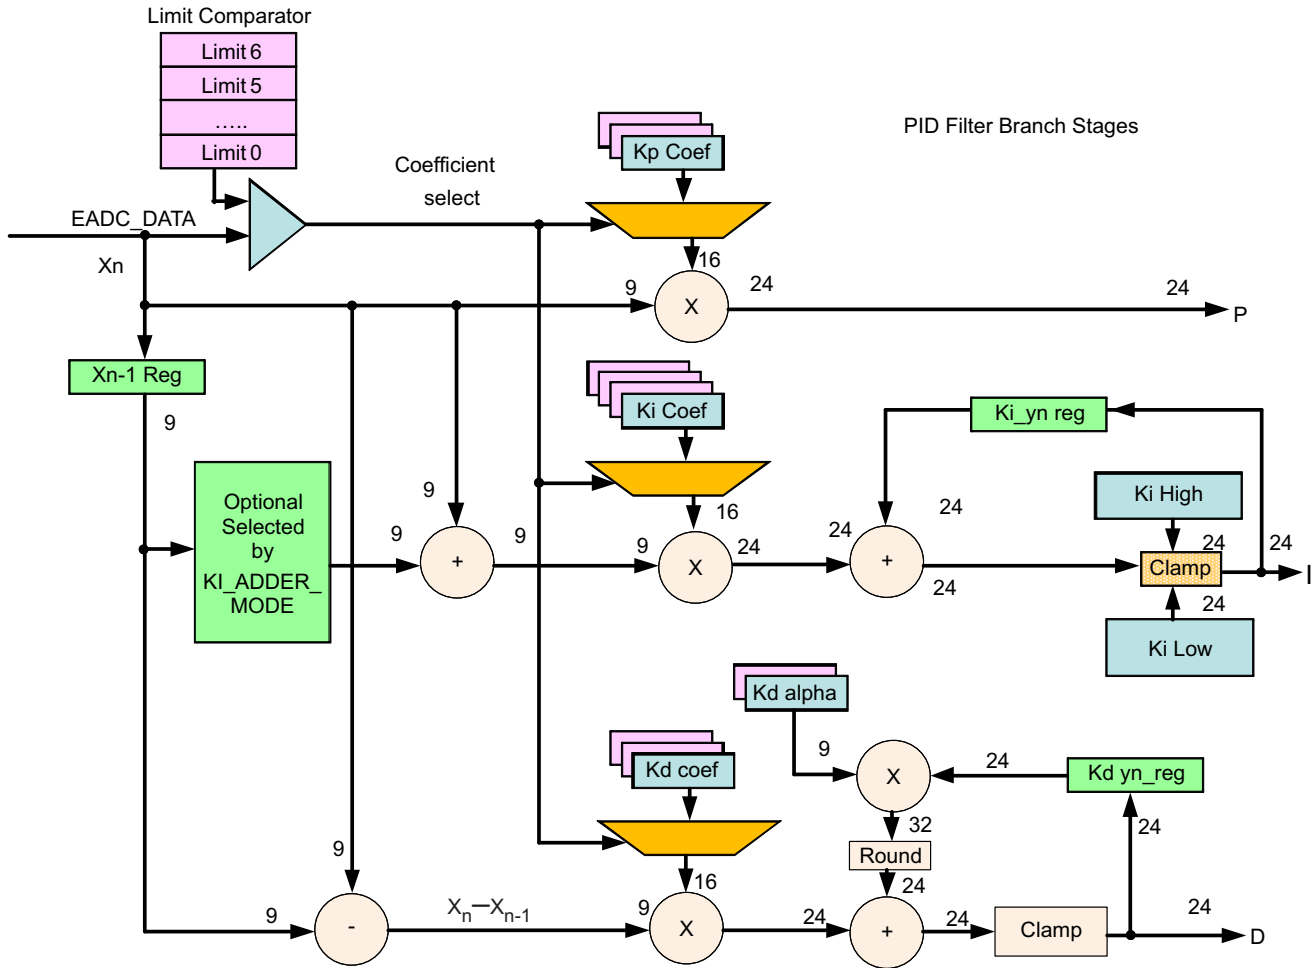 Limit Comparator
Limit 6
Limit 5
.....
Limit 0
PID Filter Branch Stages
Kp Coef
Coefficient
select
EADC_DATA
Xn
16
9
24
24
X
P
Xn-1 Reg
9
Ki Coef
Ki_yn reg
Optional
Selected
by
KI_ADDER_
MODE
9
9
+
9
16
9
X
24
24
24
+
24
Ki High
24
24
Clamp
I
24
Ki Low
Kd alpha
9
X
24
Kd yn_reg
Kd coef
32
24
Round
9
16
24
9
-
Xn—Xn-1
9
X
24
+
24
Clamp
24
D